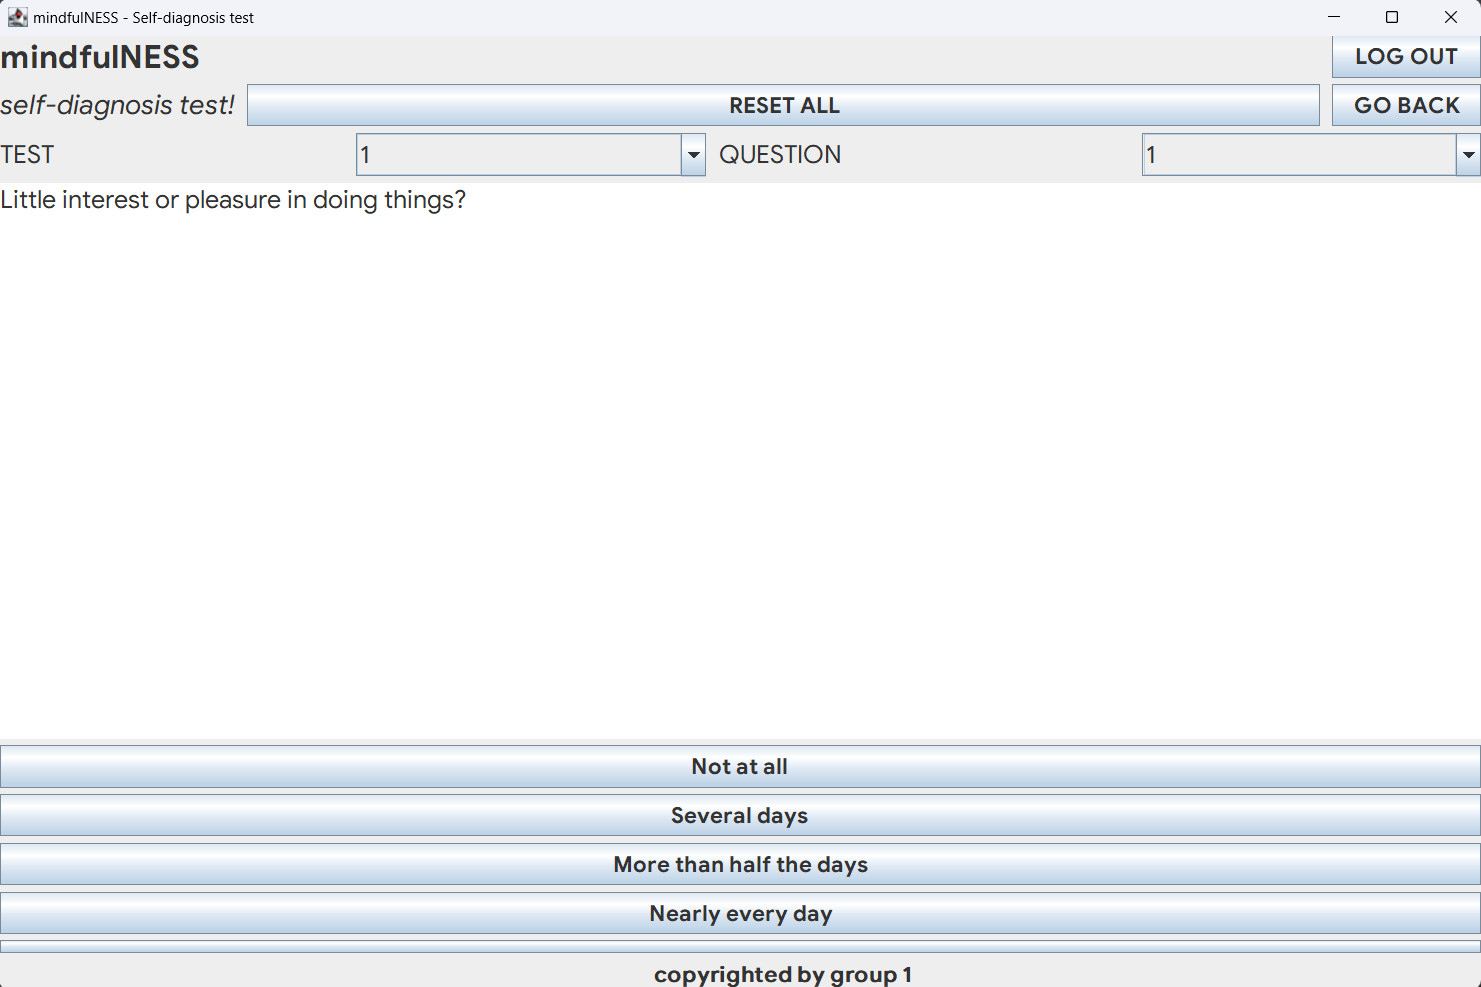 mindfulNESS - Self-diagnosis test
mindfulNESS
LOG OUT
self-diagnosis test!
RESET ALL
GO BACK
TEST
1
QUESTION
1
Little interest or pleasure in doing things?
Not at all
Several days
More than half the days
Nearly every day
copyrighted by group 1